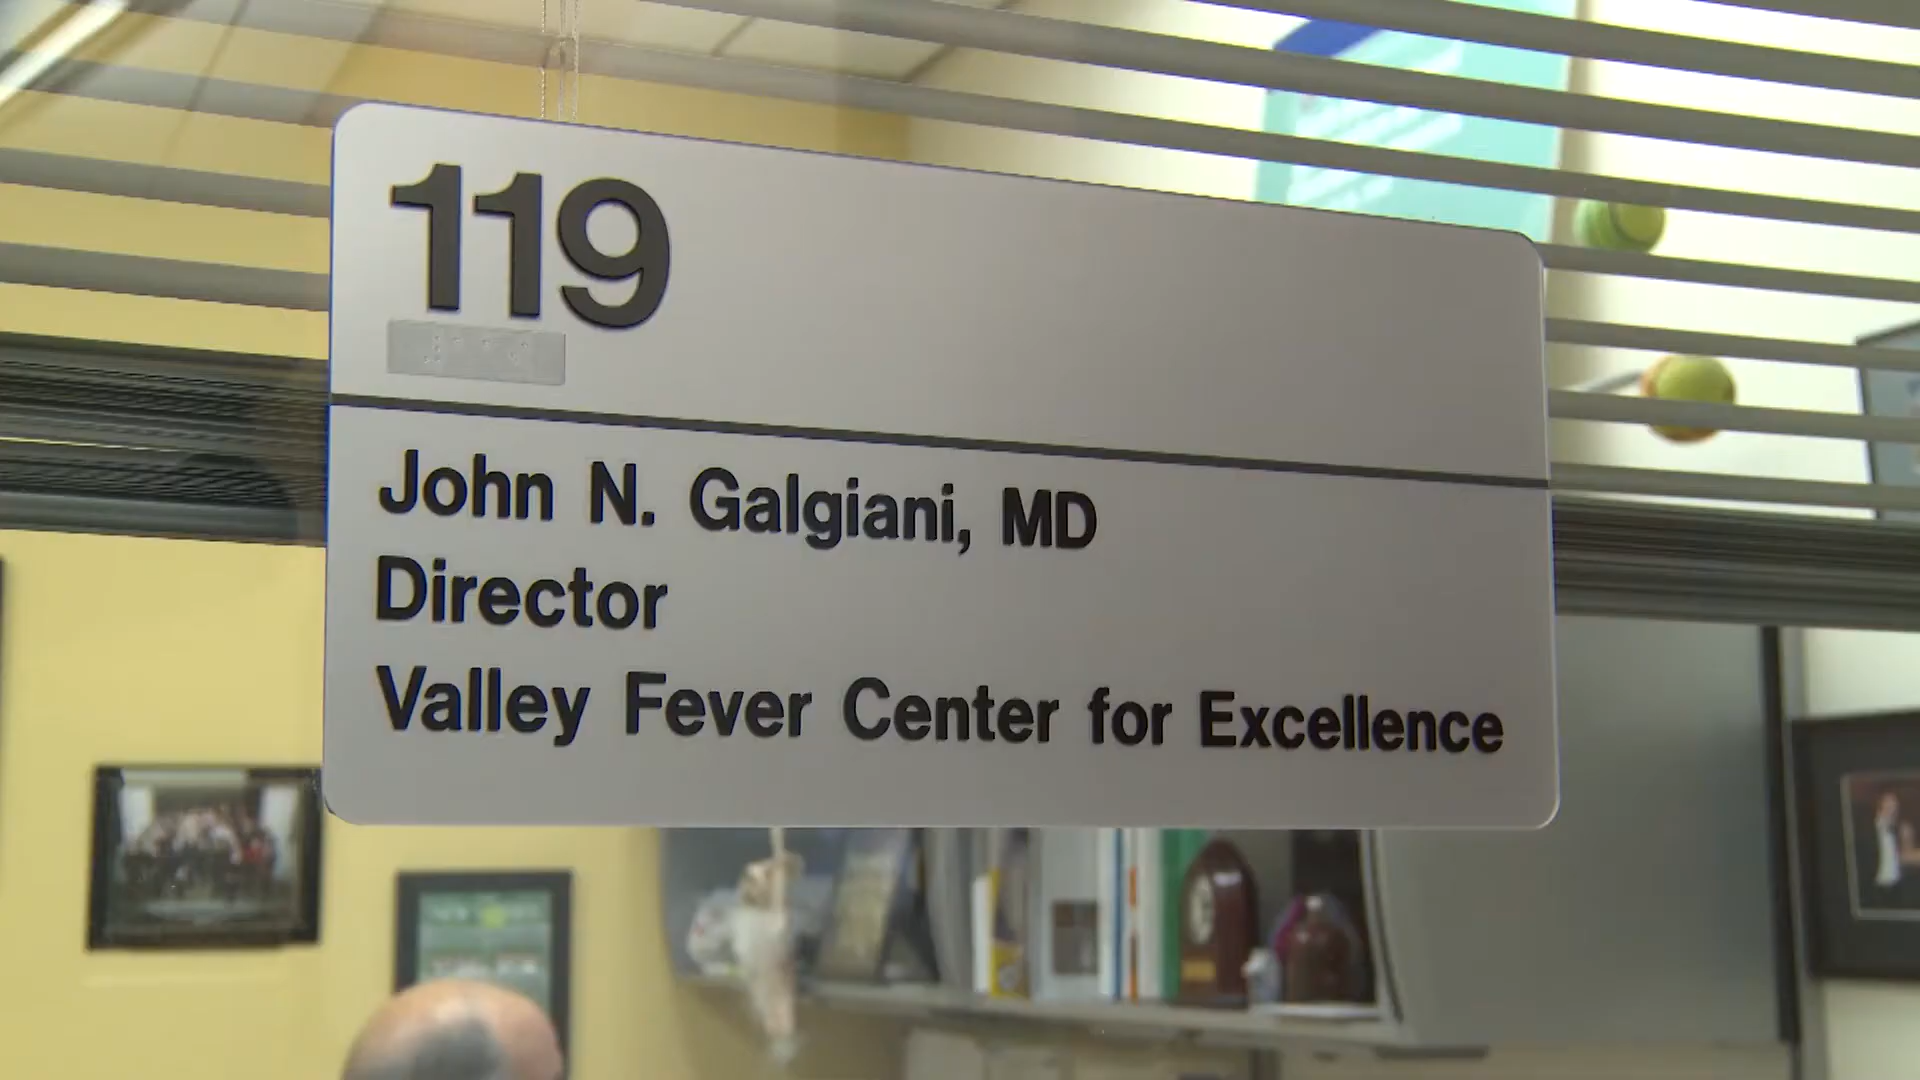 119
John N. Galgiani, MD
Director
Valley Fever Center for Excellence